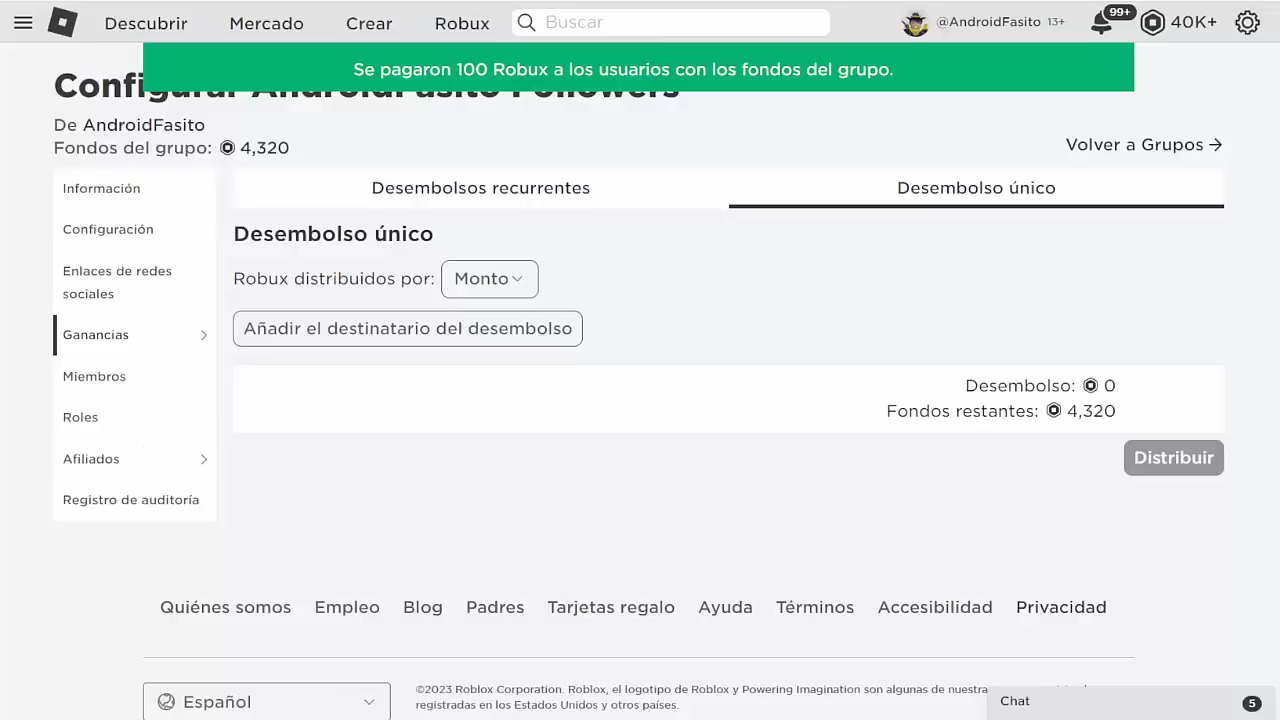 Descubrir Mercado Crear Robux Buscar @AndroidFasito 13+ 99+ 40K+
Se pagaron 100 Robux a los usuarios con los fondos del grupo.
Configurar AndroidFasito Followers
De AndroidFasito
Fondos del grupo: 4,320
Volver a Grupos →
Información
Configuración
Enlaces de redes
sociales
Ganancias
Miembros
Roles
Afiliados
Registro de auditoría
Desembolsos recurrentes Desembolso único
Desembolso único
Robux distribuidos por: Monto
Añadir el destinatario del desembolso
Desembolso: 0
Fondos restantes: 4,320
Distribuir
Quiénes somos Empleo Blog Padres Tarjetas regalo Ayuda Términos Accesibilidad Privacidad
Español
©2023 Roblox Corporation. Roblox, el logotipo de Roblox y Powering Imagination son algunas de nuestra
registradas en los Estados Unidos y otros países.
Chat 5